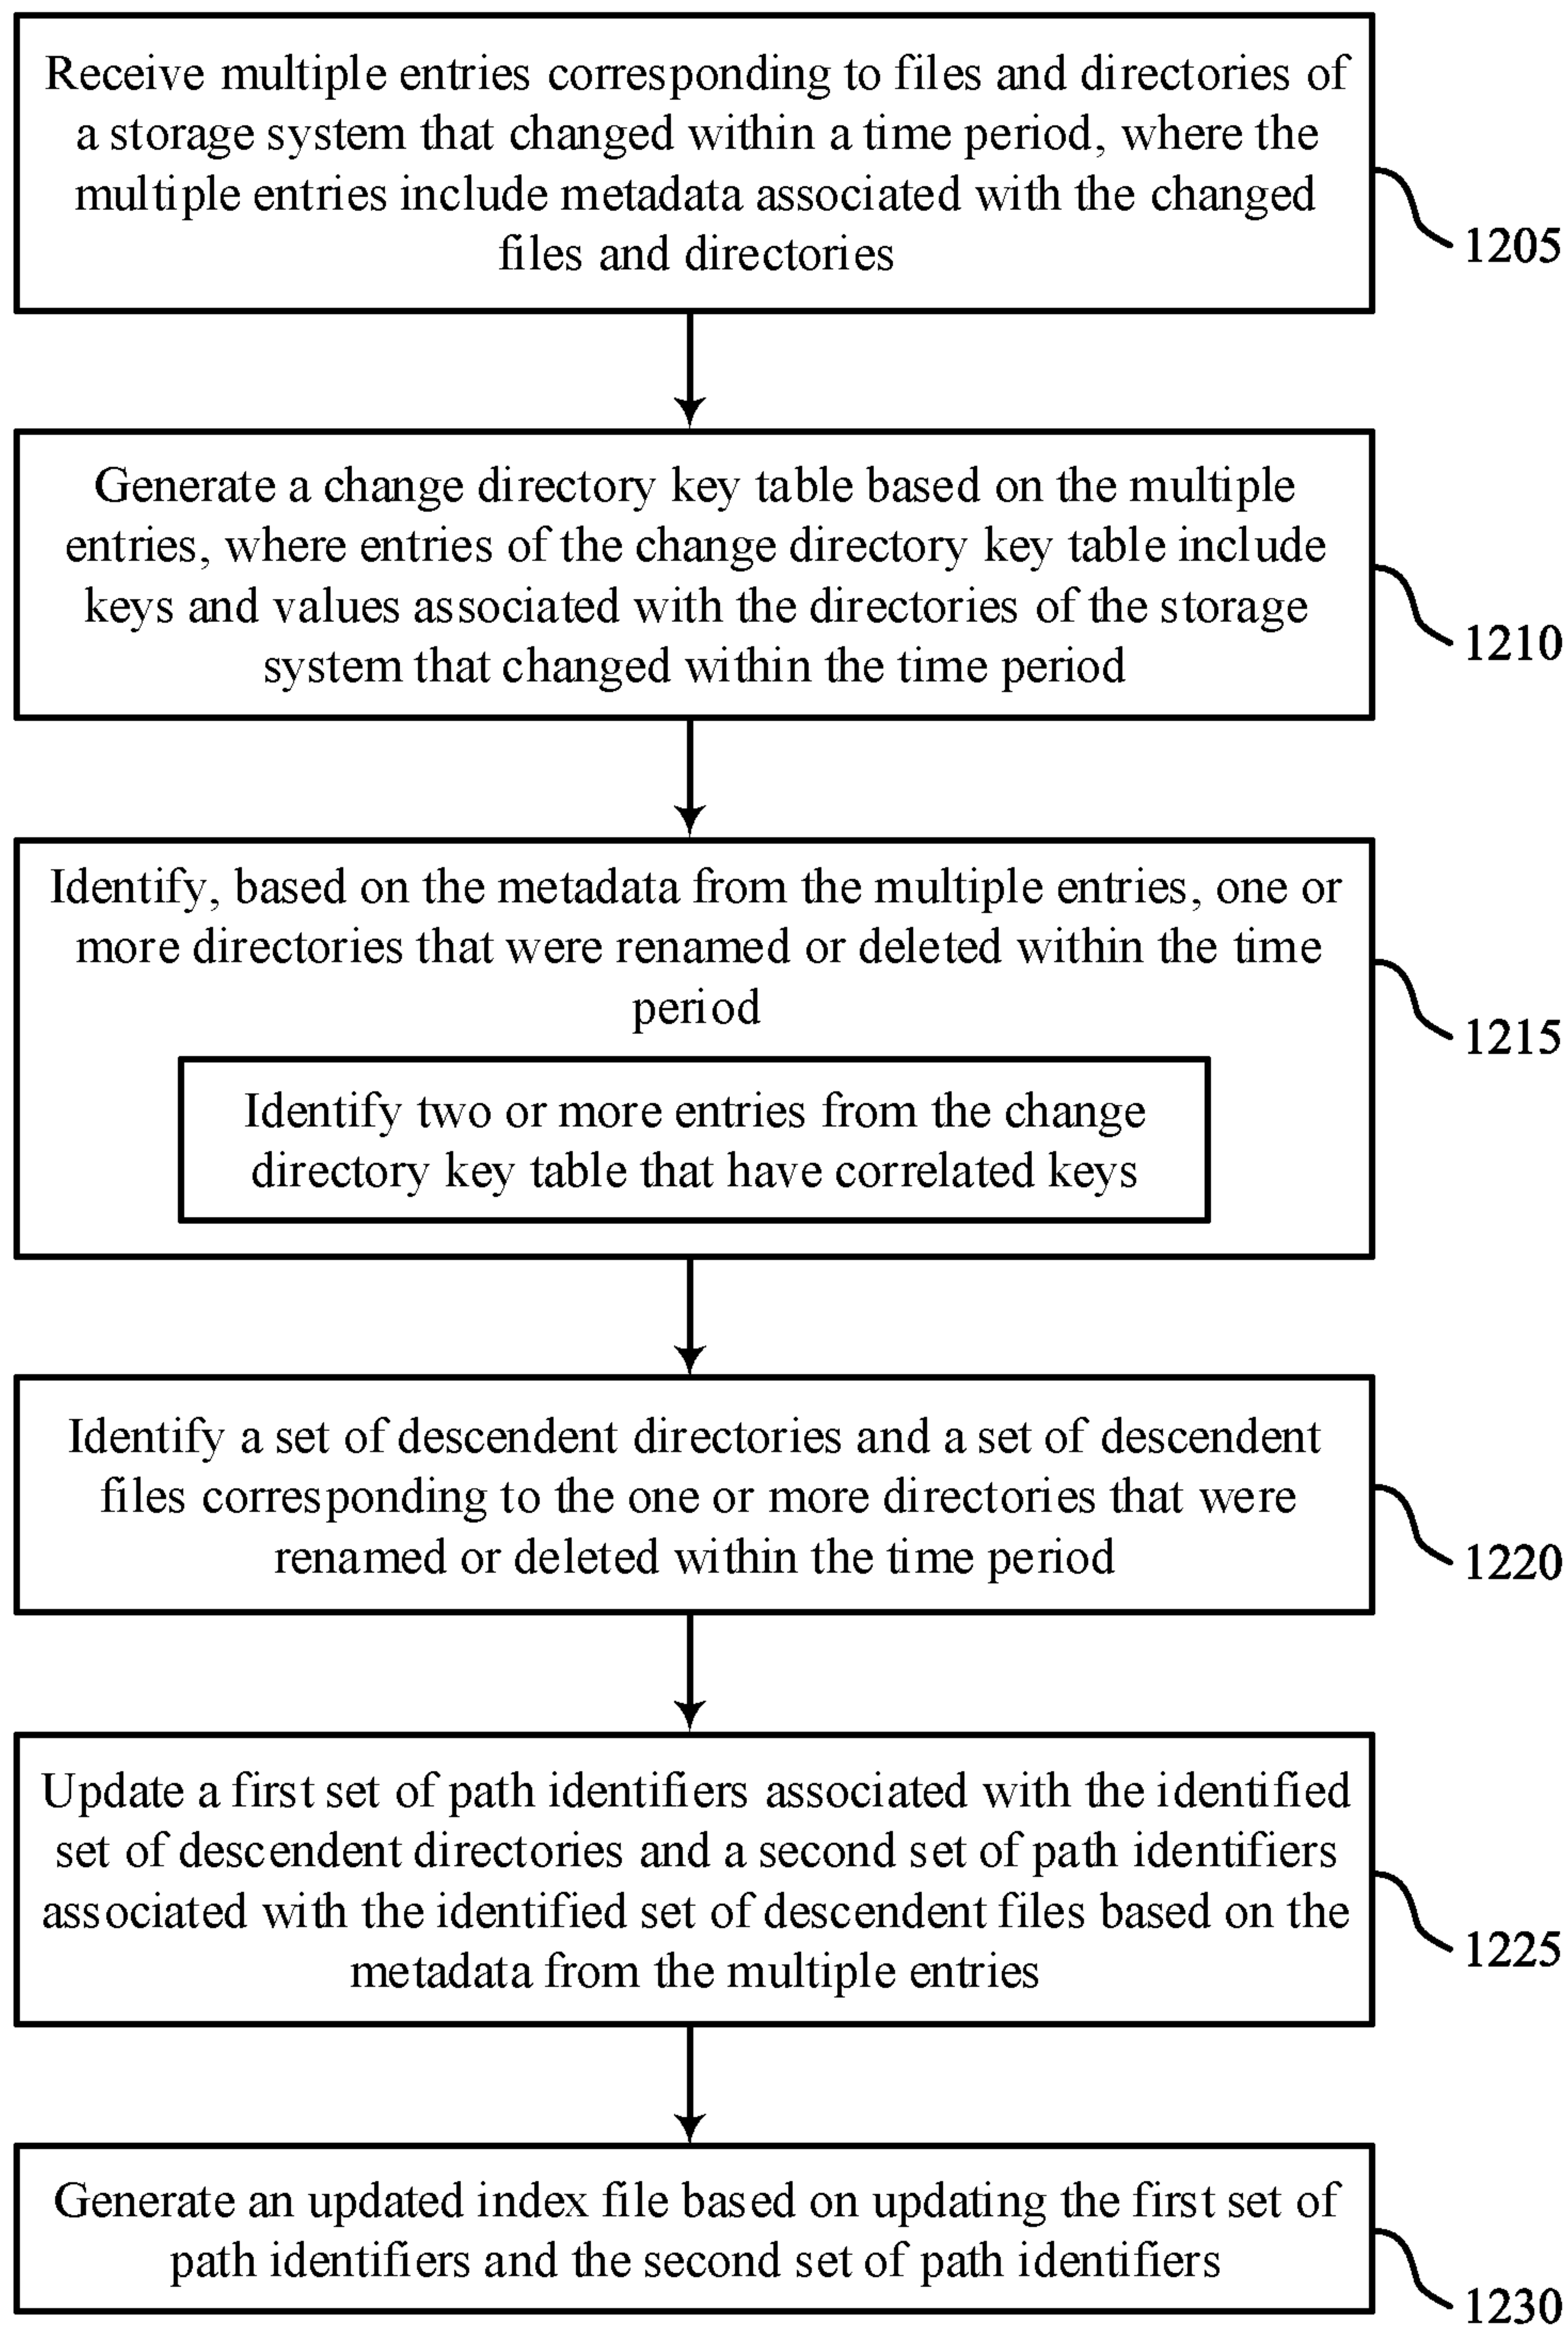 Receive multiple entries corresponding to files and directories of
a storage system that changed within a time period, where the
multiple entries include metadata associated with the changed
files and directories
1205
Generate a change directory key table based on the multiple
entries, where entries of the change directory key table include
keys and values associated with the directories of the storage
system that changed within the time period
1210
Identify, based on the metadata from the multiple entries, one or
more directories that were renamed or deleted within the time
period
1215
Identify two or more entries from the change
directory key table that have correlated keys
Identify a set of descendent directories and a set of descendent
files corresponding to the one or more directories that were
renamed or deleted within the time period
1220
Update a first set of path identifiers associated with the identified
set of descendent directories and a second set of path identifiers
associated with the identified set of descendent files based on the
metadata from the multiple entries
1225
Generate an updated index file based on updating the first set of
path identifiers and the second set of path identifiers
1230